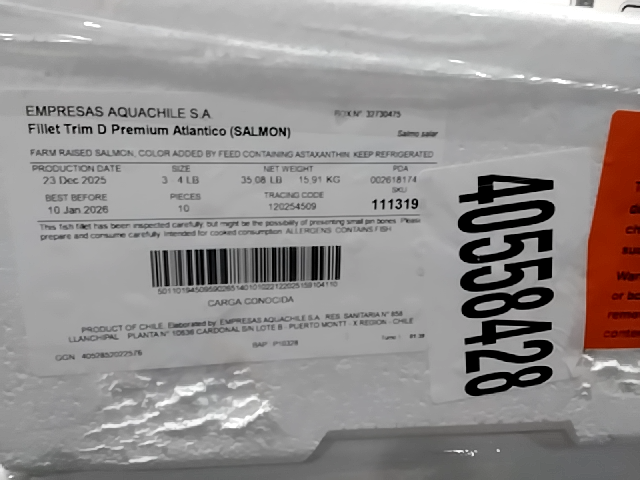 EMPRESAS AQUACHILE S.A.
BOX Nº 32730475
Fillet Trim D Premium Atlantico (SALMON)
Salmo salar
FARM RAISED SALMON, COLOR ADDED BY FEED CONTAINING ASTAXANTHIN. KEEP REFRIGERATED
PRODUCTION DATE SIZE NET WEIGHT PDA
23 Dec 2025 3 4 LB 35.08 LB 15.91 KG 002618174
BEST BEFORE PIECES TRACING CODE SKU
10 Jan 2026 10 120254509 111319
This fish fillet has been inspected carefully, but might be the possibility of presenting small pin bones. Please
prepare and consume carefully. Intended for cooked consumption. ALLERGENS: CONTAINS FISH
CARGA CONOCIDA
PRODUCT OF CHILE. Elaborated by: EMPRESAS AQUACHILE S.A. RES. SANITARIA Nº 858
LLANCHIPAL PLANTA Nº 10836 CARDONAL S/N LOTE B - PUERTO MONTT - X REGION - CHILE
GGN: 4052852022576
40558428